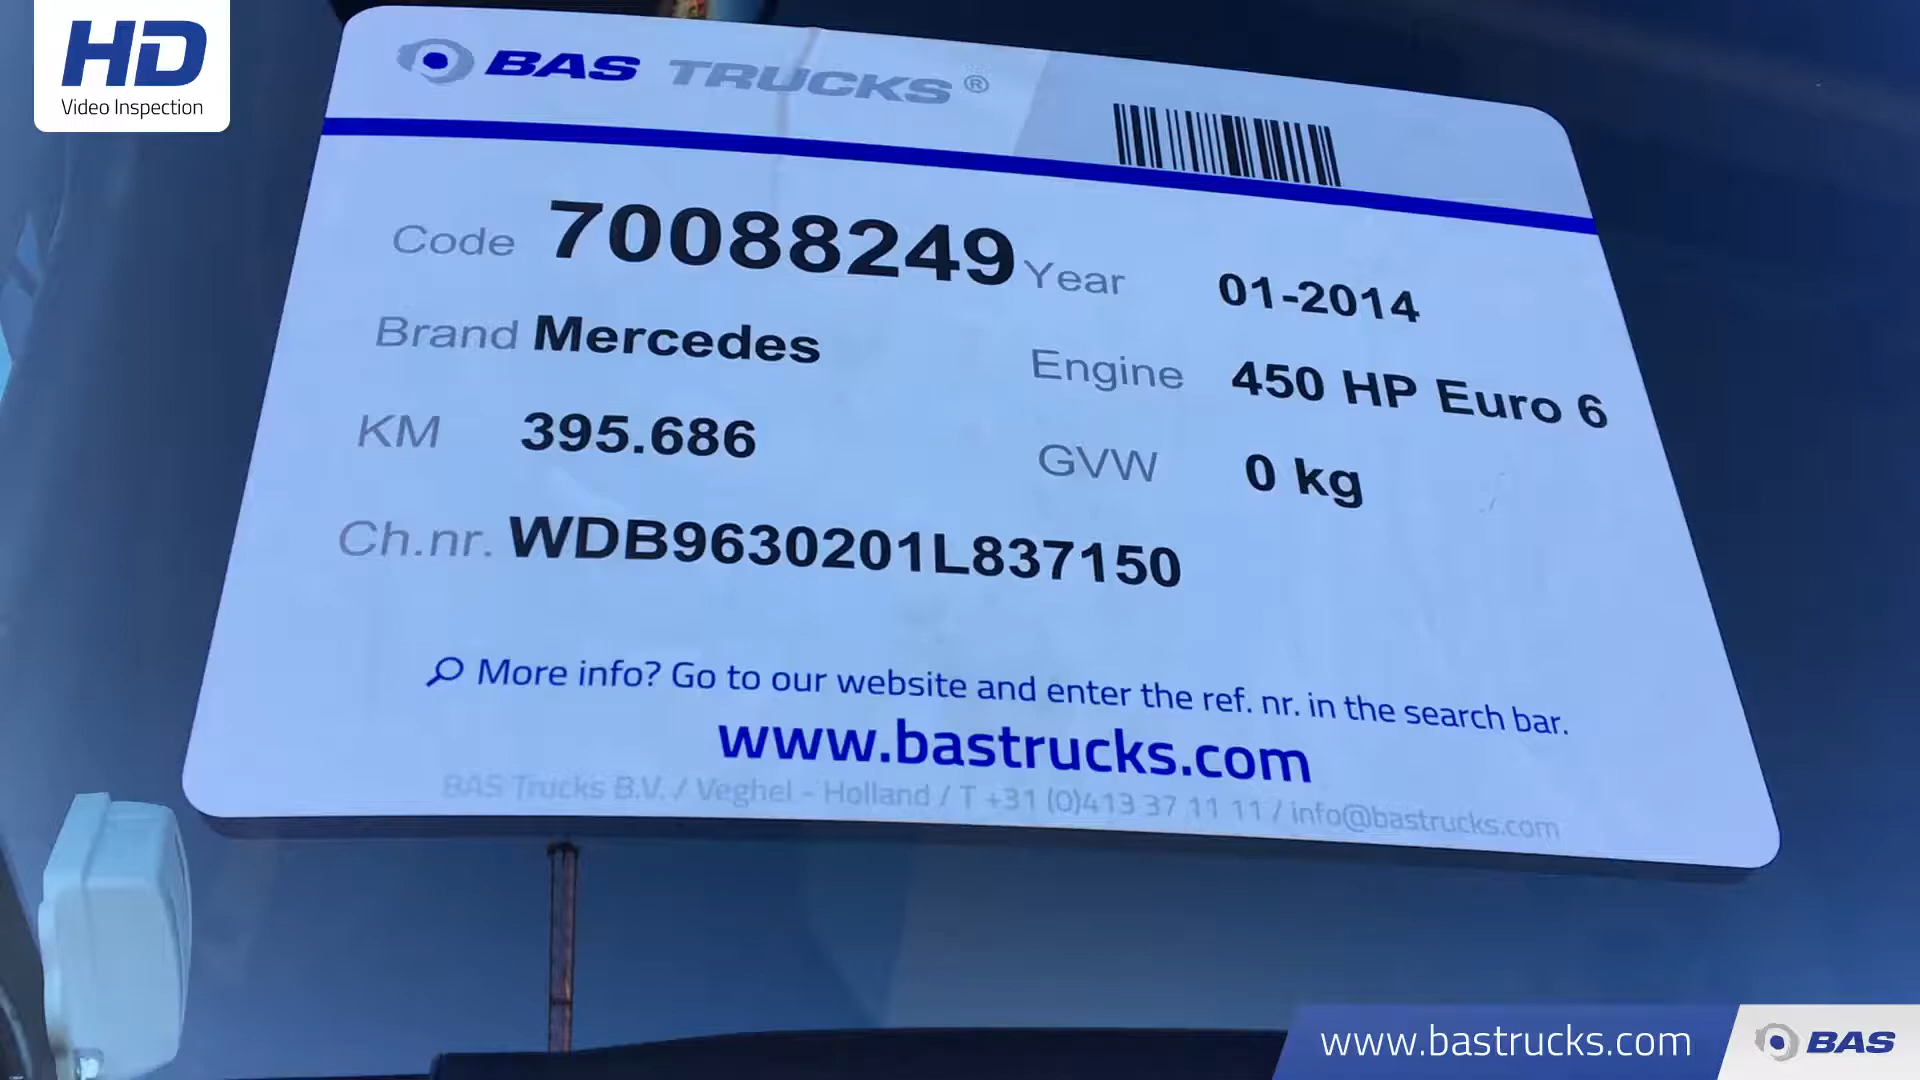 HD
Video Inspection
BAS TRUCKS®
Code 70088249 Year 01-2014
Brand Mercedes Engine 450 HP Euro 6
KM 395.686 GVW 0 kg
Ch.nr. WDB9630201L837150
More info? Go to our website and enter the ref. nr. in the search bar.
www.bastrucks.com
BAS Trucks B.V. / Veghel - Holland / T +31 (0)413 37 11 11 / info@bastrucks.com
www.bastrucks.com BAS